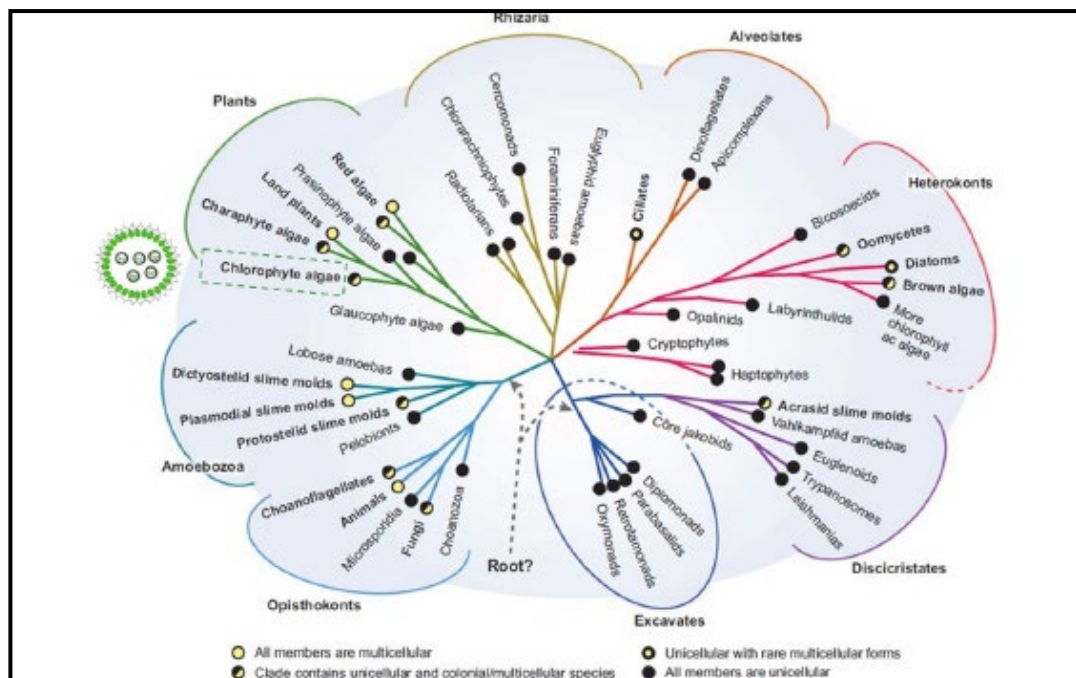 Rhizaria
Alveolates
Plants
Heterokonts
Cercomonads
Chlorarachniophytes
Radiolarians
Foraminiferans
Euglyphid amoebas
Ciliates
Dinoflagellates
Apicomplexans
Red algae
Prasinophyte algae
Land plants
Charaphyte algae
Chlorophyte algae
Glaucophyte algae
Bicosoecids
Oomycetes
Diatoms
Brown algae
More
chlorophyll
ac algae
Labyrinthulids
Opalinids
Cryptophytes
Haptophytes
Lobose amoebas
Dictyostelid slime molds
Plasmodial slime molds
Protostelid slime molds
Pelobionts
Amoebozoa
Acrasid slime molds
Vahlkampfiid amoebas
Euglenoids
Trypanosomes
Leishmanias
Discicristates
Core jakobids
Diplomonads
Parabasalids
Retortamonads
Oxymonads
Excavates
Choanoflagellates
Animals
Microsporidia
Fungi
Choanozoa
Opisthokonts
Root?
All members are multicellular
Clade contains unicellular and colonial/multicellular species
Unicellular with rare multicellular forms
All members are unicellular